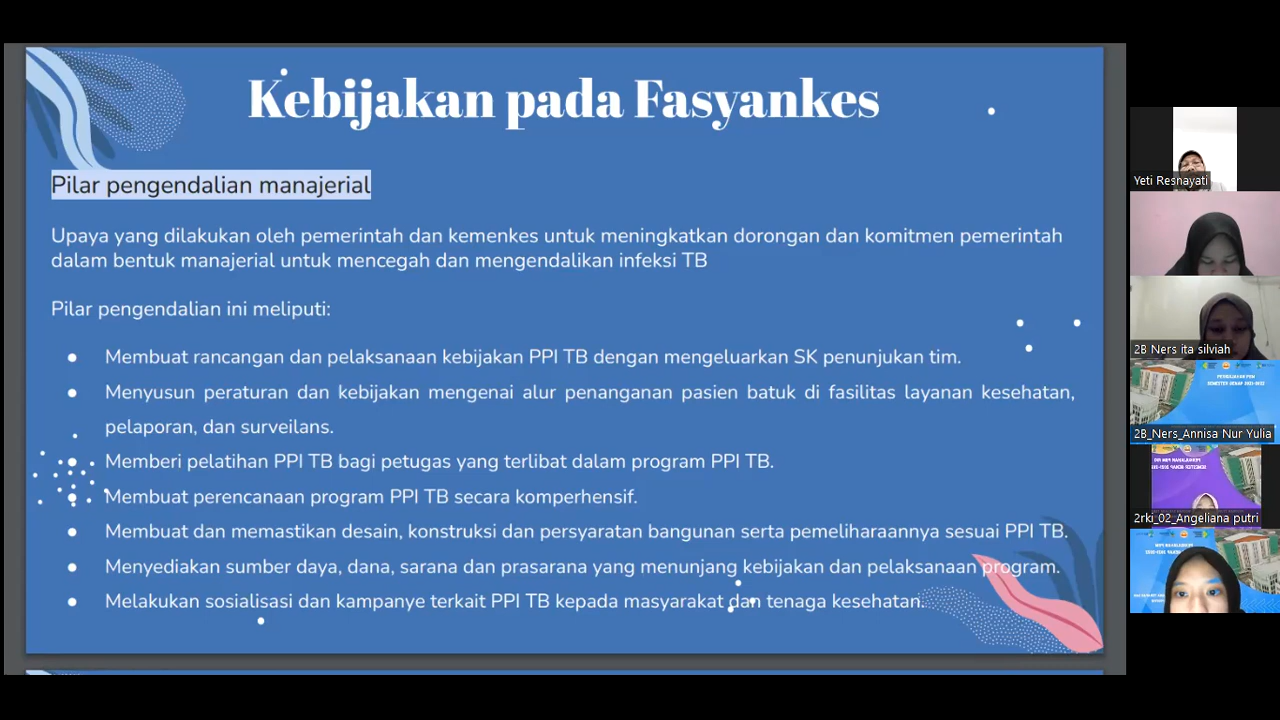 Kebijakan pada Fasyankes
Pilar pengendalian manajerial
Upaya yang dilakukan oleh pemerintah dan kemenkes untuk meningkatkan dorongan dan komitmen pemerintah
dalam bentuk manajerial untuk mencegah dan mengendalikan infeksi TB
Pilar pengendalian ini meliputi:
● Membuat rancangan dan pelaksanaan kebijakan PPI TB dengan mengeluarkan SK penunjukan tim.
● Menyusun peraturan dan kebijakan mengenai alur penanganan pasien batuk di fasilitas layanan kesehatan,
pelaporan, dan surveilans.
● Memberi pelatihan PPI TB bagi petugas yang terlibat dalam program PPI TB.
● Membuat perencanaan program PPI TB secara komperhensif.
● Membuat dan memastikan desain, konstruksi dan persyaratan bangunan serta pemeliharaannya sesuai PPI TB.
● Menyediakan sumber daya, dana, sarana dan prasarana yang menunjang kebijakan dan pelaksanaan program.
● Melakukan sosialisasi dan kampanye terkait PPI TB kepada masyarakat dan tenaga kesehatan.
Yeti Resnayati
2B Ners ita silviah
SEMESTER GENAP 2021-2022
2B_Ners_Annisa Nur Yulia
2rki_02_Angeliana putri